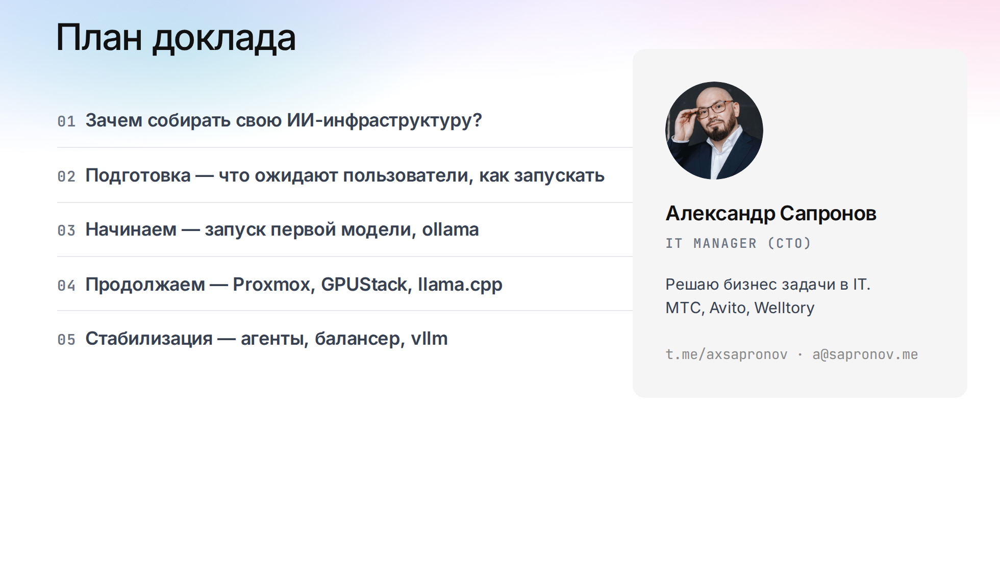 План доклада
01 Зачем собирать свою ИИ-инфраструктуру?
02 Подготовка — что ожидают пользователи, как запускать
03 Начинаем — запуск первой модели, ollama
04 Продолжаем — Proxmox, GPUStack, llama.cpp
05 Стабилизация — агенты, балансер, vllm
Александр Сапронов
IT MANAGER (CTO)
Решаю бизнес задачи в IT.
МТС, Avito, Welltory
t.me/axsapronov · a@sapronov.me